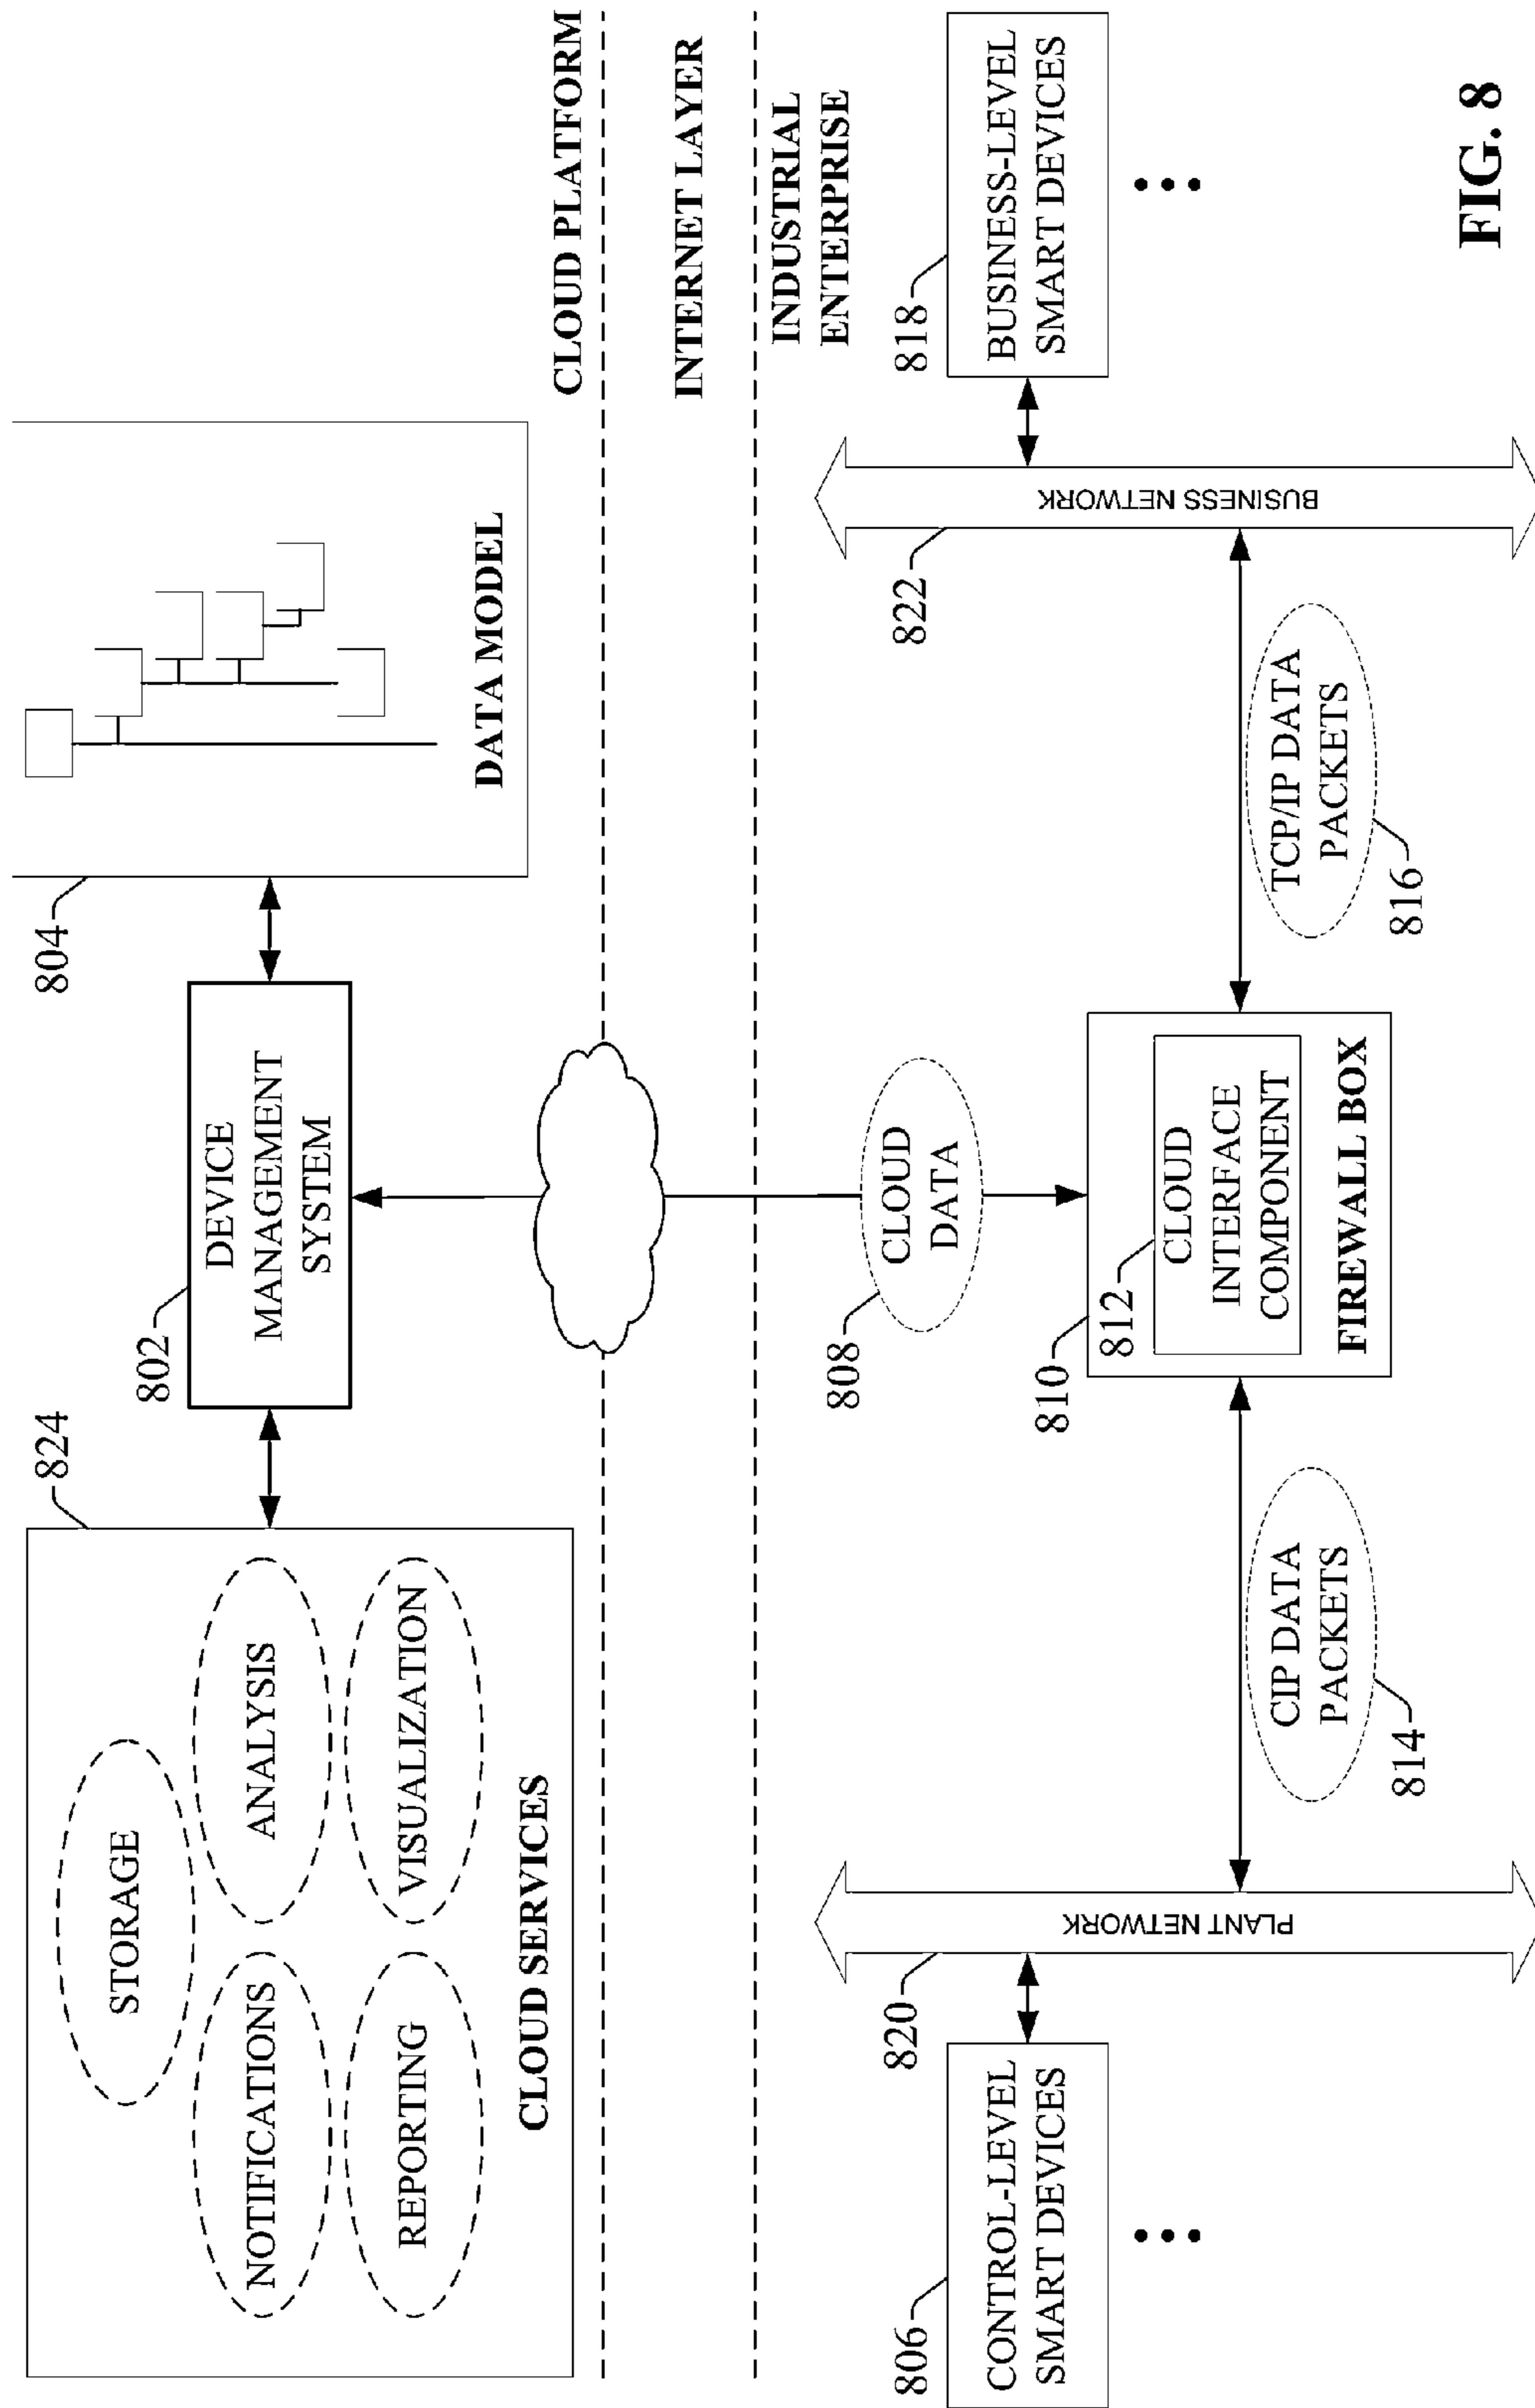 824
STORAGE
NOTIFICATIONS
ANALYSIS
REPORTING
VISUALIZATION
CLOUD SERVICES
802
DEVICE
MANAGEMENT
SYSTEM
804
DATA MODEL
CLOUD PLATFORM
INTERNET LAYER
INDUSTRIAL
ENTERPRISE
806
CONTROL-LEVEL
SMART DEVICES
820
PLANT NETWORK
CIP DATA
PACKETS
814
808
CLOUD
DATA
810
812
CLOUD
INTERFACE
COMPONENT
FIREWALL BOX
TCP/IP DATA
PACKETS
816
822
BUSINESS NETWORK
818
BUSINESS-LEVEL
SMART DEVICES
FIG. 8